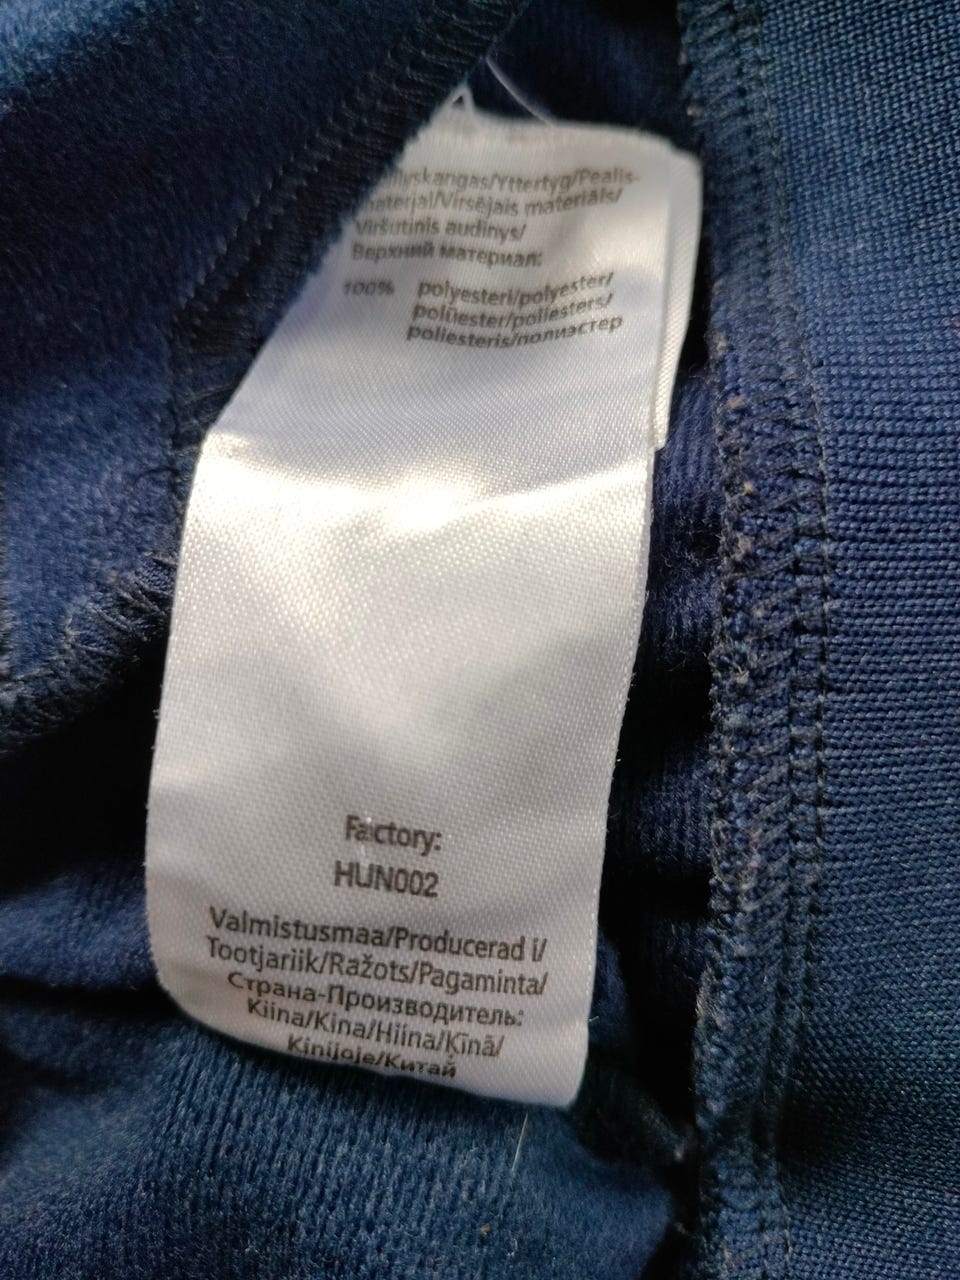 Yttertyg/Pealis-
materjal/Virsējais materiāls/
Viršutinis audinys/
Верхний материал:
100% polyesteri/polyester/
polüester/poliesters/
poliesteris/полиэстер
Factory:
HUN002
Valmistusmaa/Producerad i/
Tootjariik/Ražots/Pagaminta/
Страна-Производитель:
Kiina/Kina/Hiina/Ķīnā/
Kinijoje/Китай